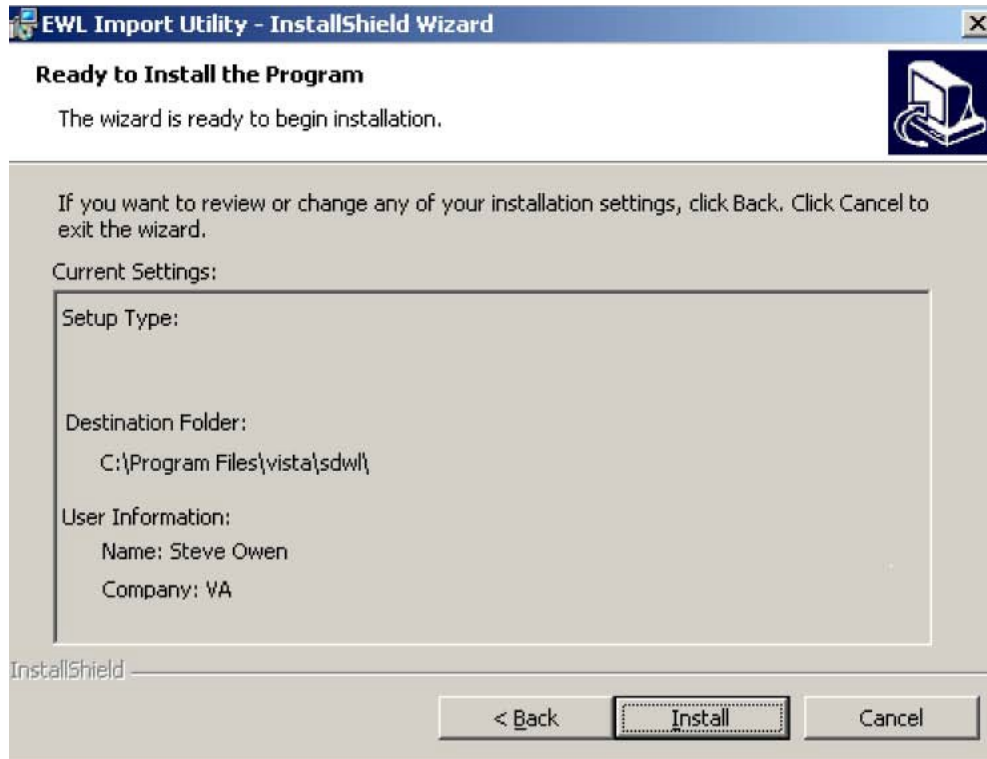 EWL Import Utility - InstallShield Wizard
Ready to Install the Program
The wizard is ready to begin installation.
If you want to review or change any of your installation settings, click Back. Click Cancel to
exit the wizard.
Current Settings:
Setup Type:
Destination Folder:
C:\Program Files\vista\sdwl\
User Information:
Name: Steve Owen
Company: VA
InstallShield
< Back
Install
Cancel